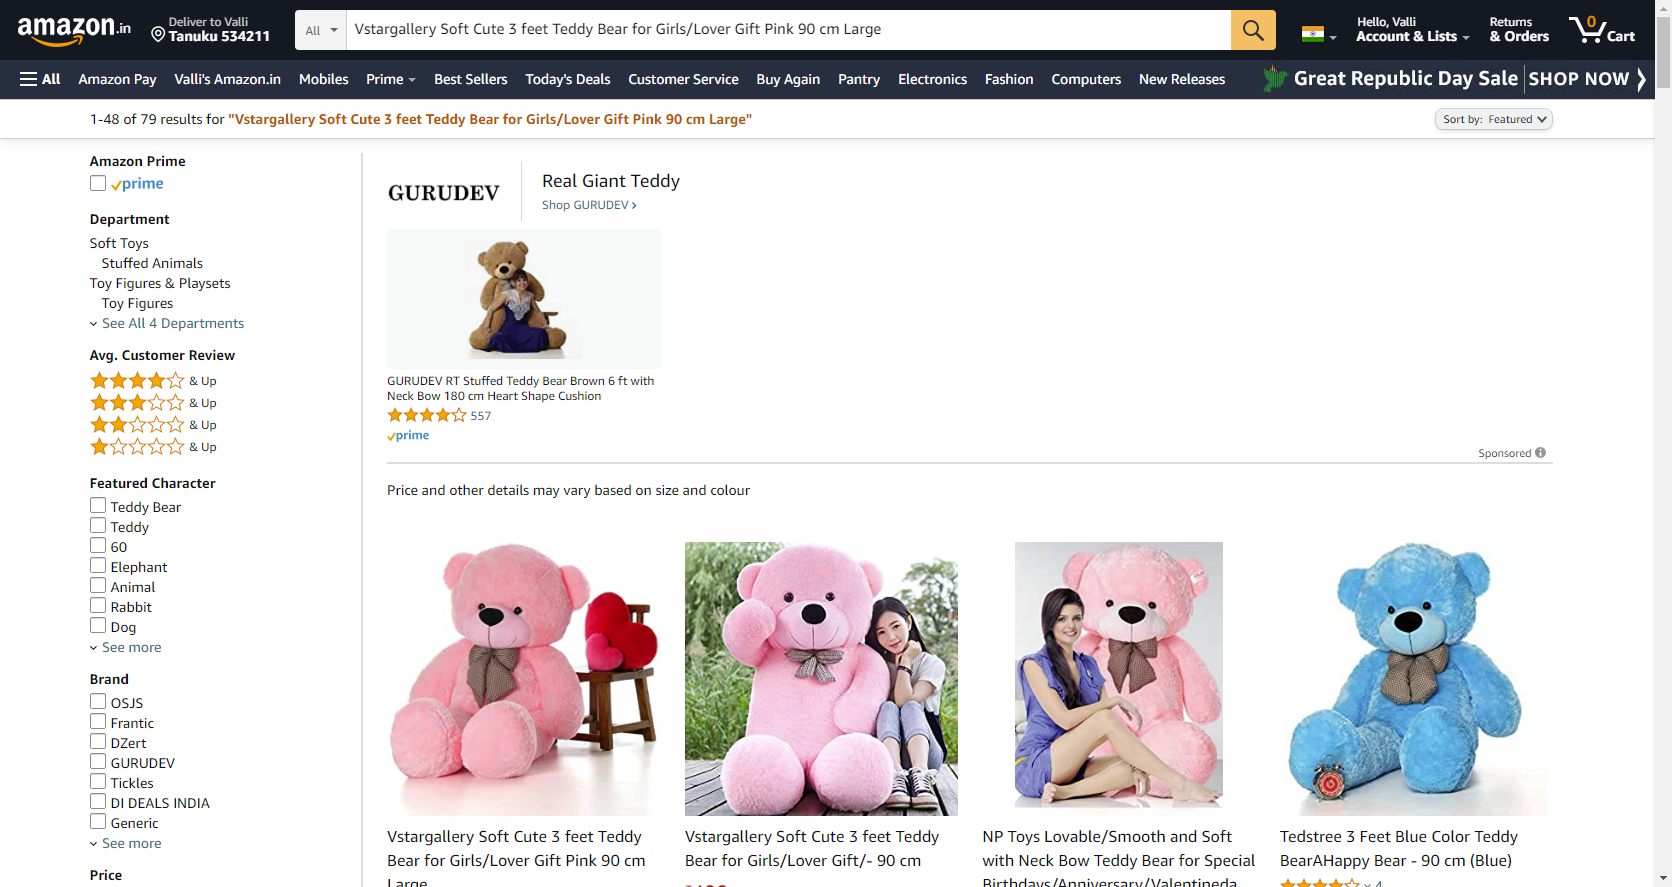 amazon.in
Deliver to Valli
Tanuku 534211
All
Vstargallery Soft Cute 3 feet Teddy Bear for Girls/Lover Gift Pink 90 cm Large
Hello, Valli
Account & Lists
Returns
& Orders
0
Cart
All
Amazon Pay
Valli's Amazon.in
Mobiles
Prime
Best Sellers
Today's Deals
Customer Service
Buy Again
Pantry
Electronics
Fashion
Computers
New Releases
Great Republic Day Sale
SHOP NOW
1-48 of 79 results for "Vstargallery Soft Cute 3 feet Teddy Bear for Girls/Lover Gift Pink 90 cm Large"
Sort by: Featured
Amazon Prime
prime
Department
Soft Toys
Stuffed Animals
Toy Figures & Playsets
Toy Figures
See All 4 Departments
Avg. Customer Review
& Up
& Up
& Up
& Up
Featured Character
Teddy Bear
Teddy
60
Elephant
Animal
Rabbit
Dog
See more
Brand
OSJS
Frantic
DZert
GURUDEV
Tickles
DI DEALS INDIA
Generic
See more
Price
GURUDEV
Real Giant Teddy
Shop GURUDEV
GURUDEV RT Stuffed Teddy Bear Brown 6 ft with
Neck Bow 180 cm Heart Shape Cushion
557
prime
Sponsored
Price and other details may vary based on size and colour
Vstargallery Soft Cute 3 feet Teddy
Bear for Girls/Lover Gift Pink 90 cm
Large
Vstargallery Soft Cute 3 feet Teddy
Bear for Girls/Lover Gift/- 90 cm
NP Toys Lovable/Smooth and Soft
with Neck Bow Teddy Bear for Special
Birthdays/Anniversary/Valentineda
Tedstree 3 Feet Blue Color Teddy
BearAHappy Bear - 90 cm (Blue)
4